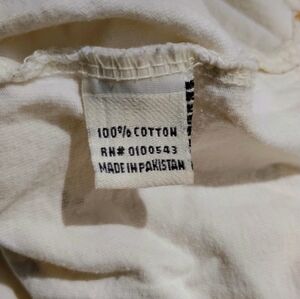 100% COTTON
RN# 0100543
MADE IN PAKISTAN